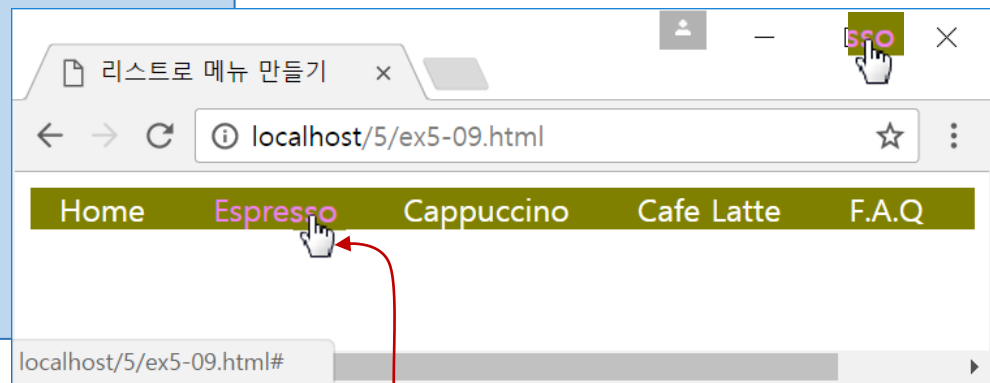 sso
리스트로 메뉴 만들기
localhost/5/ex5-09.html
Home Espresso Cappuccino Cafe Latte F.A.Q
localhost/5/ex5-09.html#